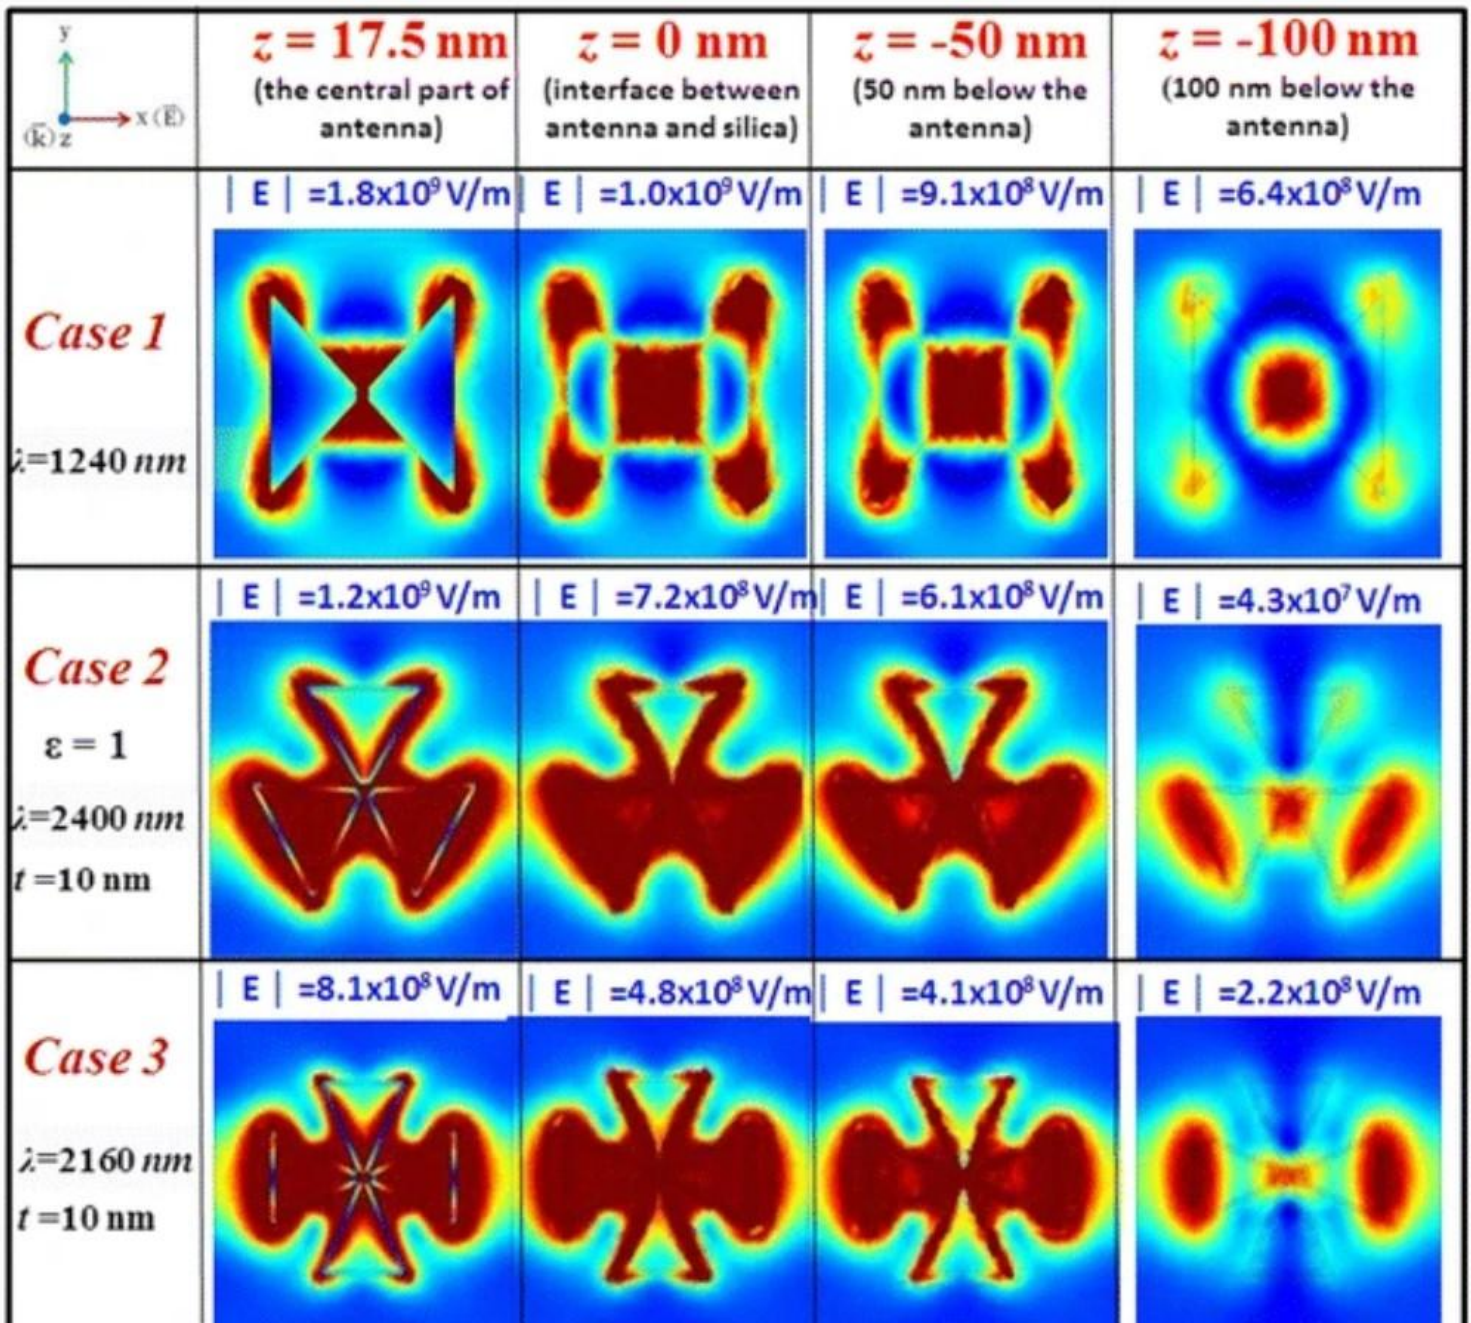 y
x (E⃗)
(k⃗) z
z = 17.5 nm
(the central part of
antenna)
z = 0 nm
(interface between
antenna and silica)
z = -50 nm
(50 nm below the
antenna)
z = -100 nm
(100 nm below the
antenna)
Case 1
λ=1240 nm
| E | =1.8x10⁹ V/m
| E | =1.0x10⁹ V/m
| E | =9.1x10⁸ V/m
| E | =6.4x10⁸ V/m
Case 2
ε = 1
λ=2400 nm
t =10 nm
| E | =1.2x10⁹ V/m
| E | =7.2x10⁸ V/m
| E | =6.1x10⁸ V/m
| E | =4.3x10⁷ V/m
Case 3
λ=2160 nm
t =10 nm
| E | =8.1x10⁸ V/m
| E | =4.8x10⁸ V/m
| E | =4.1x10⁸ V/m
| E | =2.2x10⁸ V/m